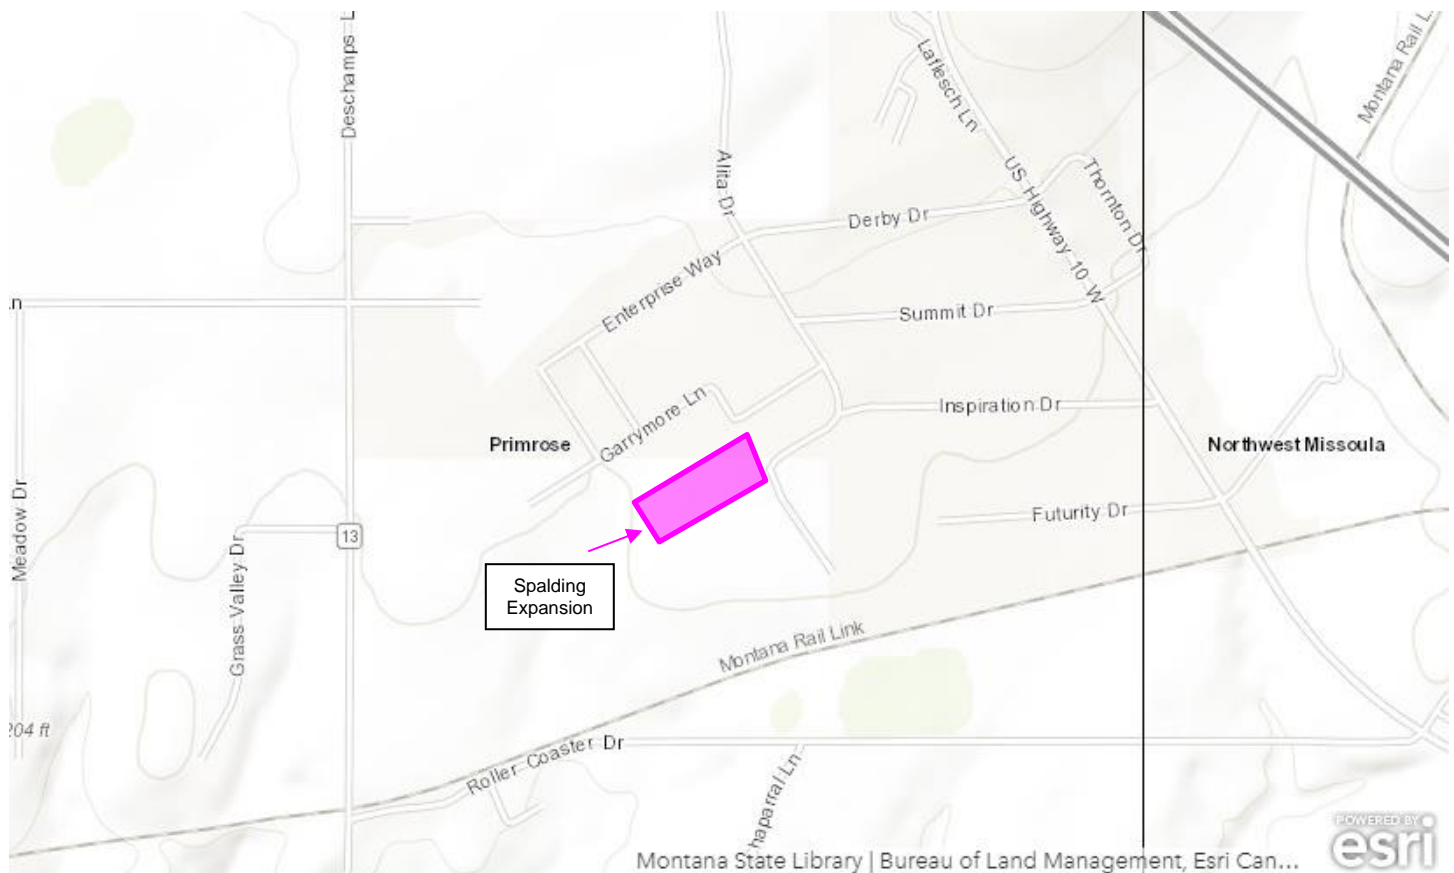 Deschamps L
Montana Rail L
Laflesch Ln
Alita Dr
Thornton Dr
US Highway 10 W
Derby Dr
Enterprise Way
.n
Summit Dr
Garrymore Ln
Inspiration Dr
Primrose
Northwest Missoula
Meadow Dr
13
Futurity Dr
Grass Valley Dr
Spalding
Expansion
Montana Rail Link
204 ft
Roller Coaster Dr
haparral Ln
POWERED BY
esri
Montana State Library | Bureau of Land Management, Esri Can...